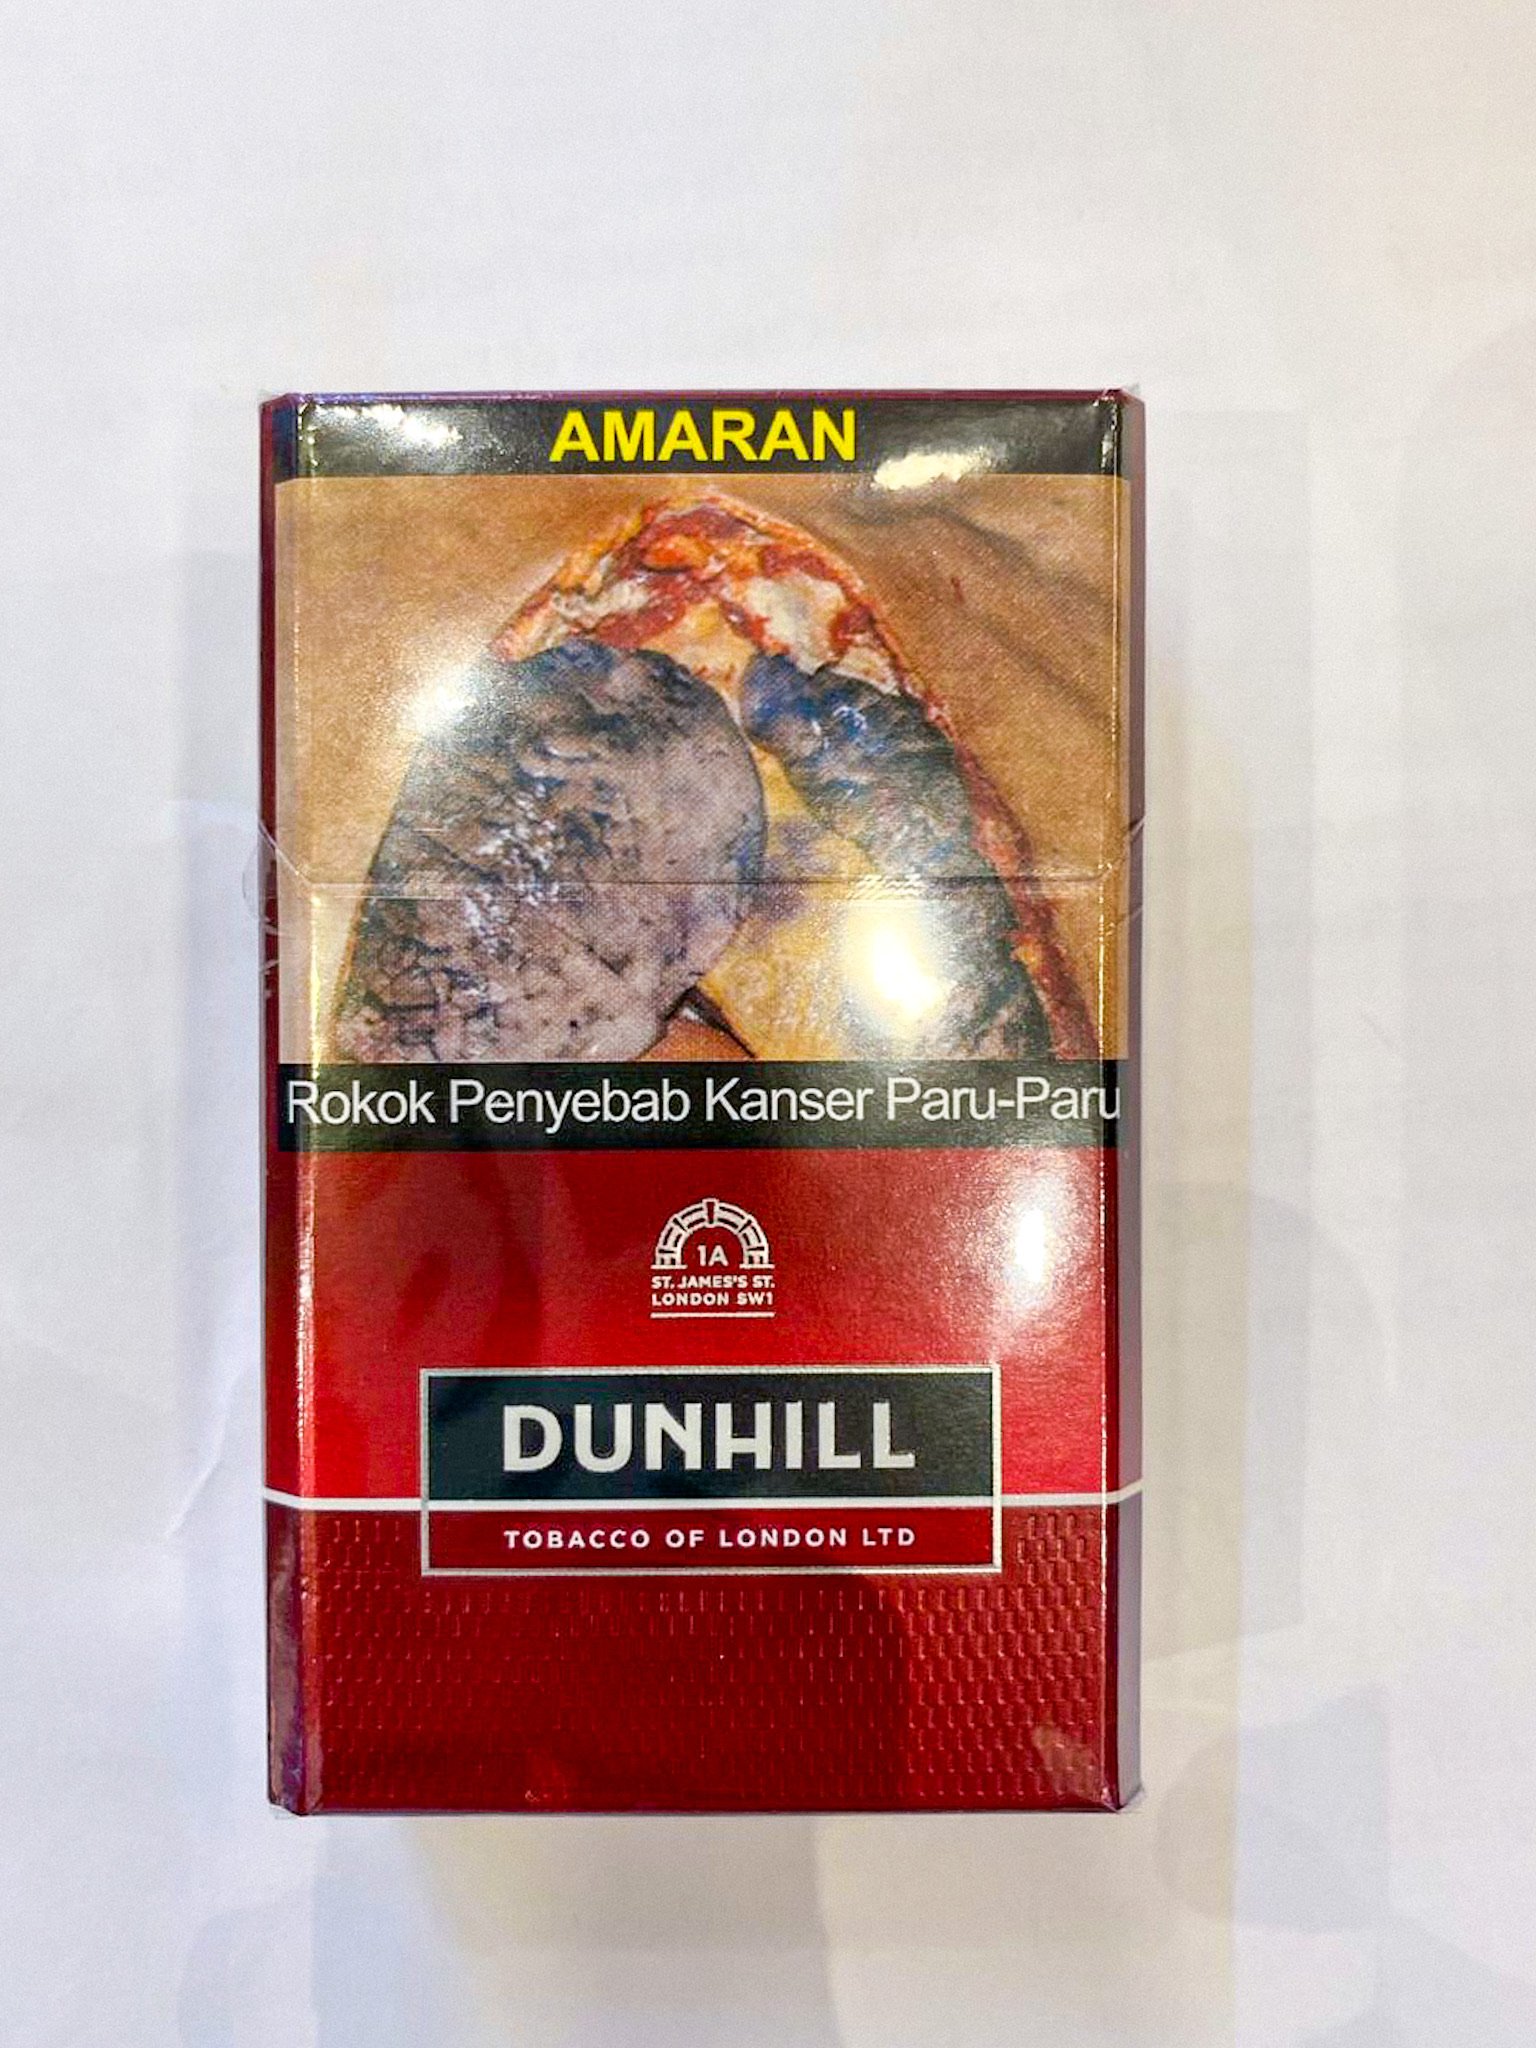 AMARAN
Rokok Penyebab Kanser Paru-Paru
1A
ST. JAMES'S ST.
LONDON SW1
DUNHILL
TOBACCO OF LONDON LTD